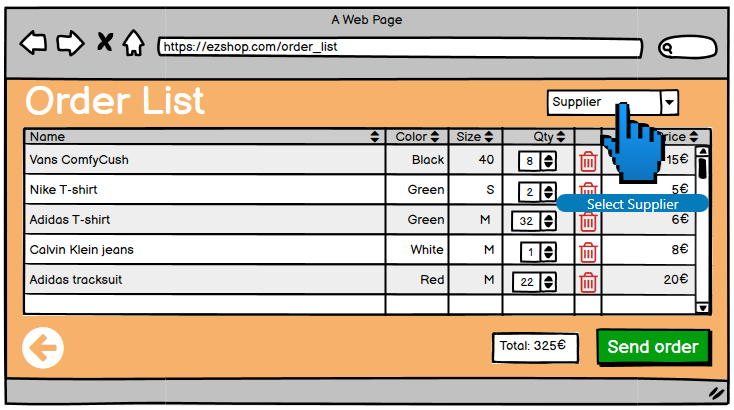 A Web Page
https://ezshop.com/order_list
Order List
Supplier
Name Color Size Qty rice
Vans ComfyCush Black 40 8 15€
Nike T-shirt Green S 2 5€
Select Supplier
Adidas T-shirt Green M 32 6€
Calvin Klein jeans White M 1 8€
Adidas tracksuit Red M 22 20€
Total: 325€
Send order